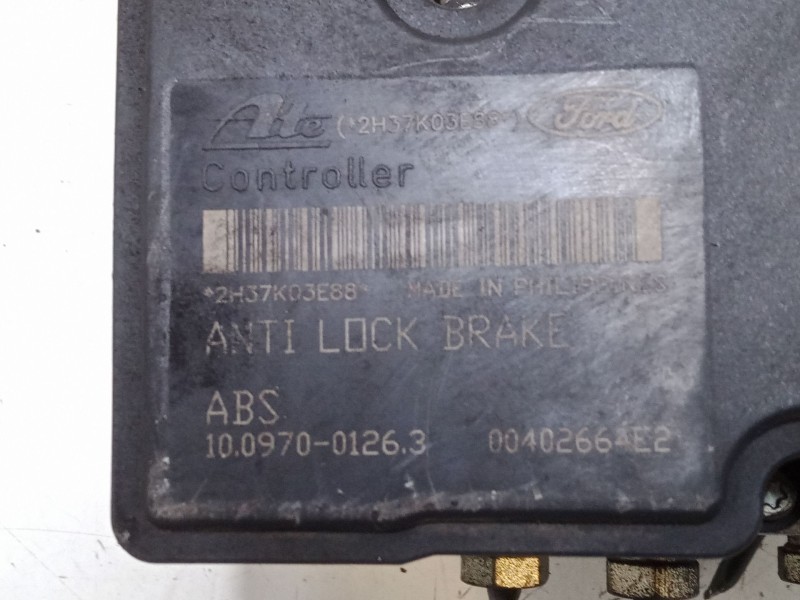 Ate (*2H37K03E88*) Ford
Controller
*2H37K03E88* MADE IN PHILIPPINES
ANTI LOCK BRAKE
ABS
10.0970-0126.3 00402664E2